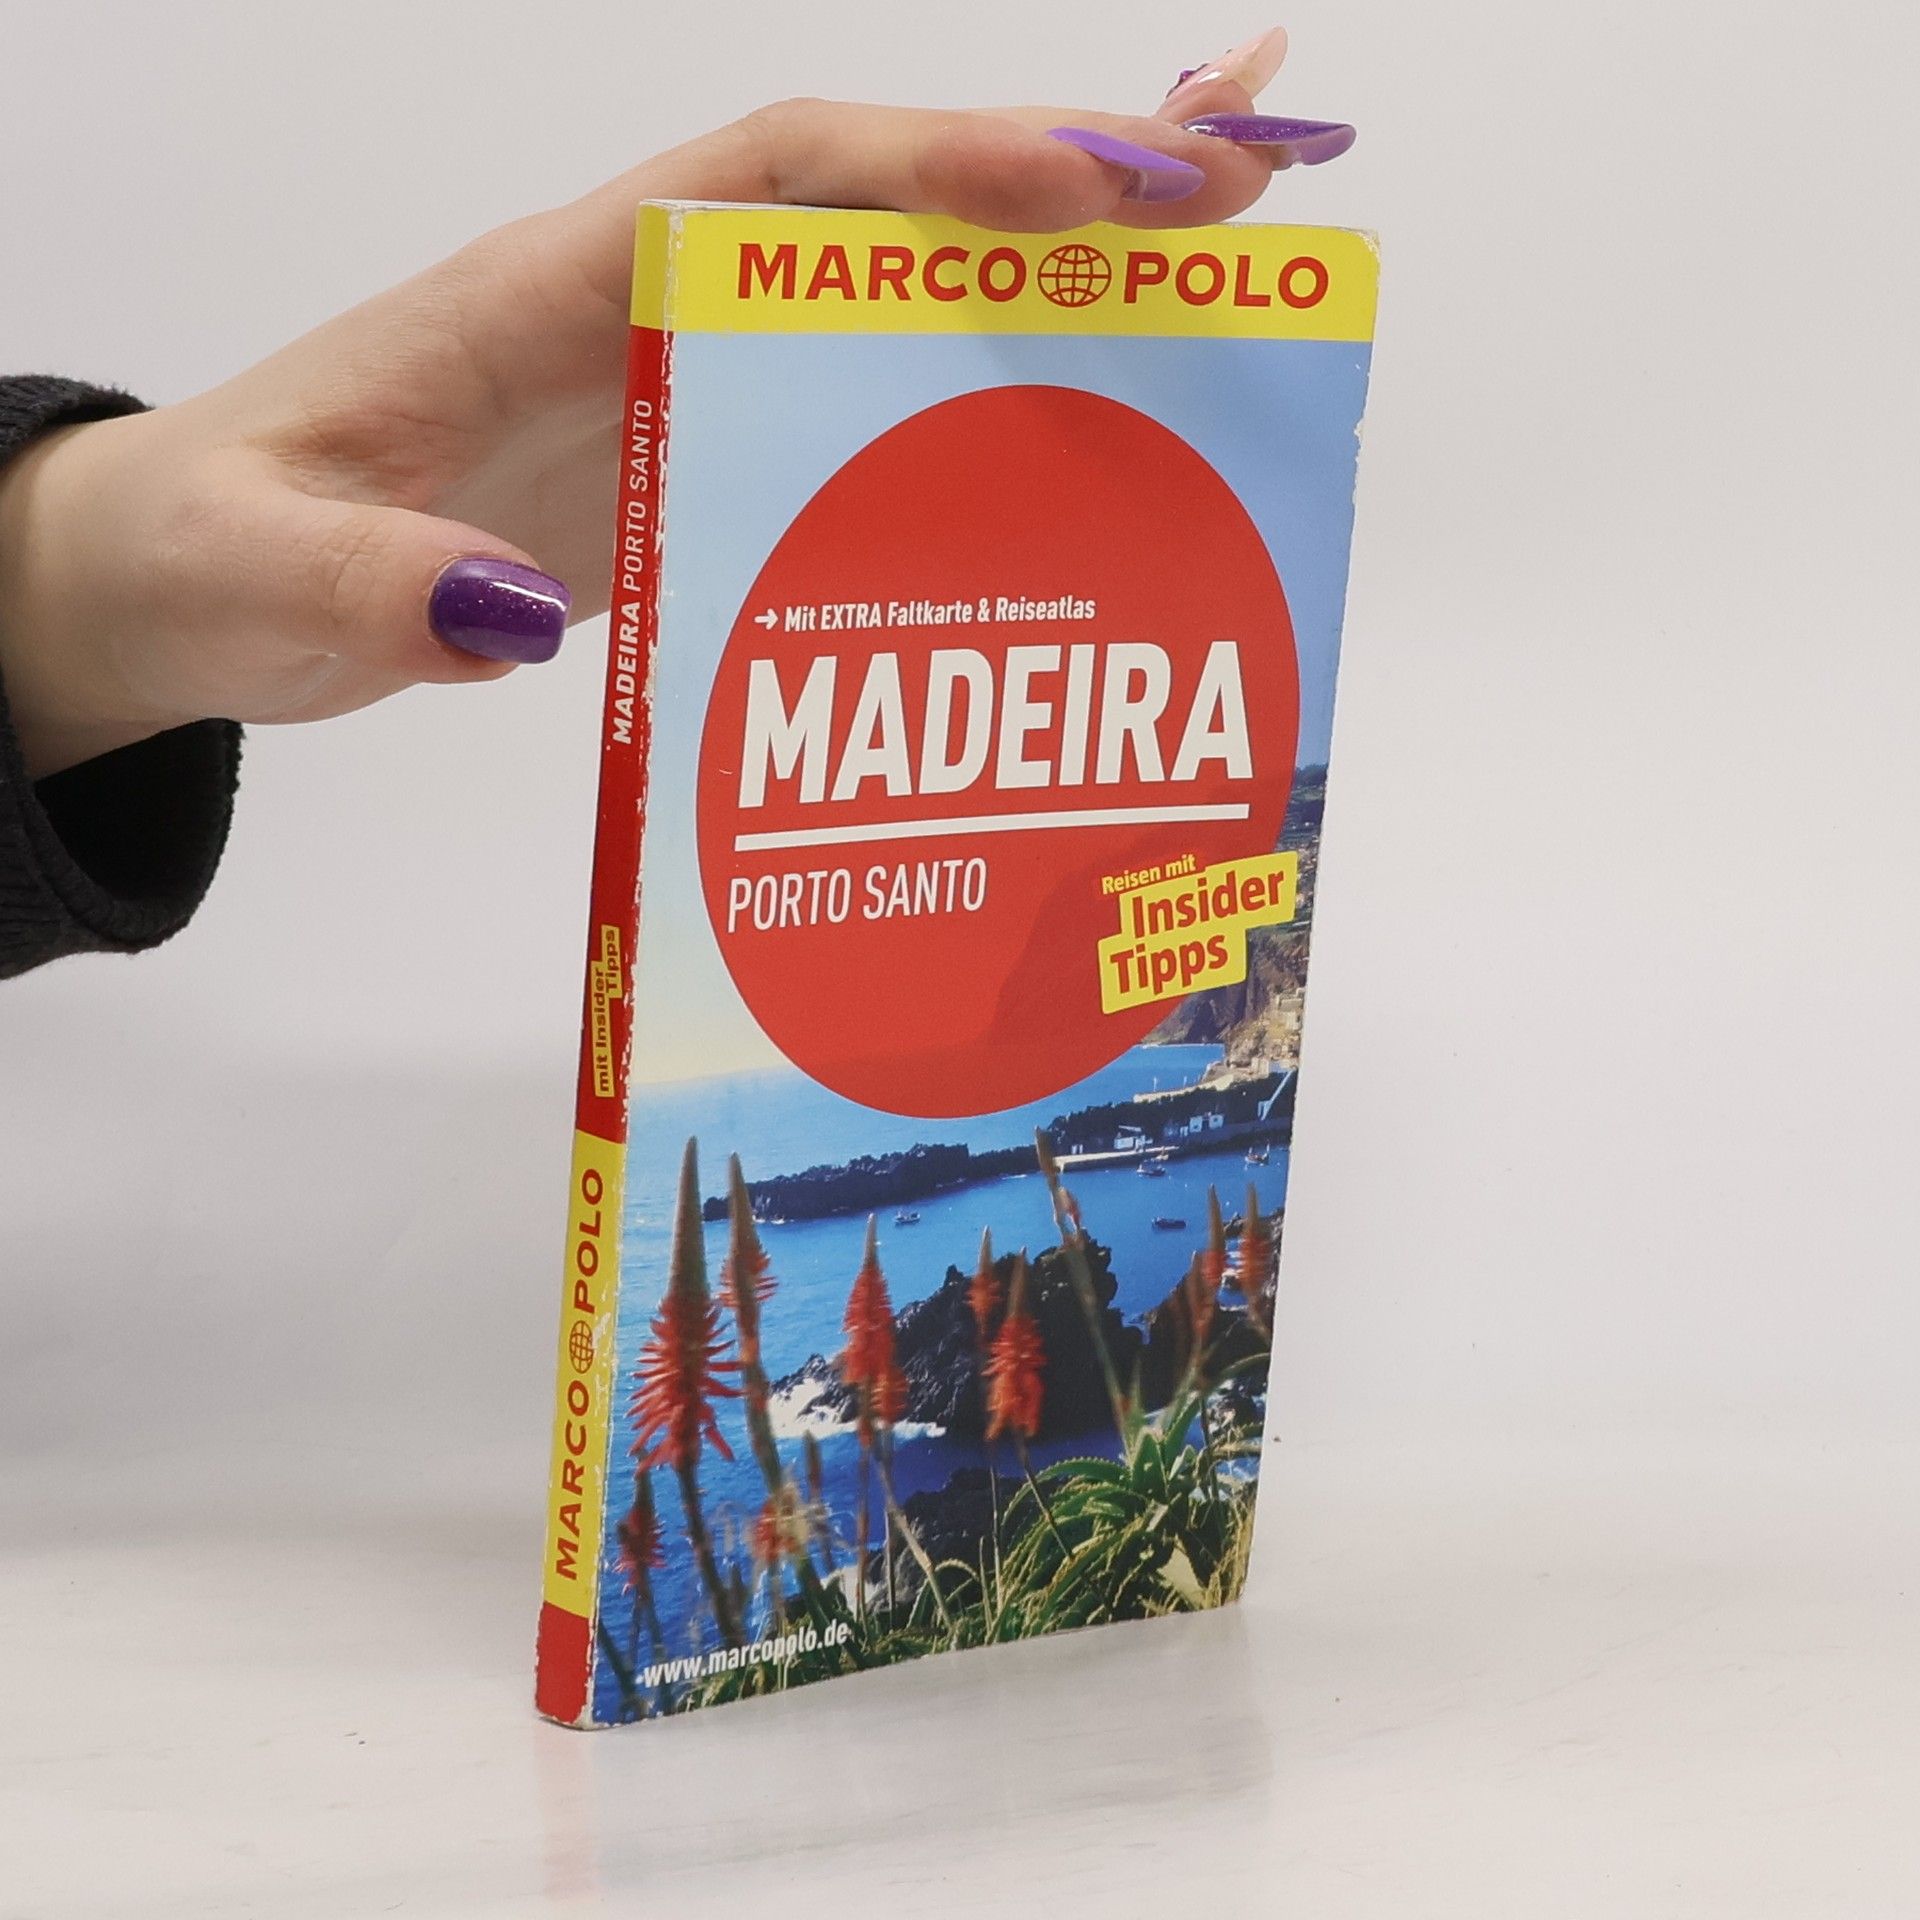 MARCO POLO
→ Mit EXTRA Faltkarte & Reiseatlas
MADEIRA
PORTO SANTO
Reisen mit
Insider
Tipps
www.marcopolo.de
MADEIRA PORTO SANTO
mit Insider
Tipps
MARCO POLO